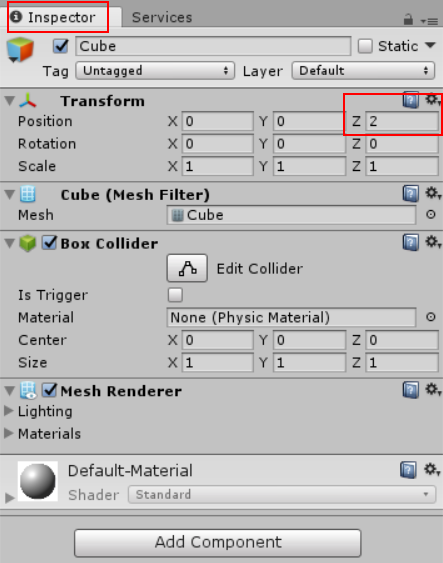 Inspector Services
Cube Static
Tag Untagged Layer Default
Transform
Position X 0 Y 0 Z 2
Rotation X 0 Y 0 Z 0
Scale X 1 Y 1 Z 1
Cube (Mesh Filter)
Mesh Cube
Box Collider
Edit Collider
Is Trigger
Material None (Physic Material)
Center X 0 Y 0 Z 0
Size X 1 Y 1 Z 1
Mesh Renderer
Lighting
Materials
Default-Material
Shader Standard
Add Component